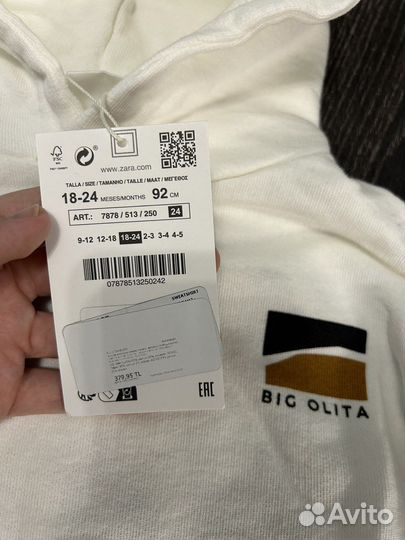 FSC
www.zara.com
TALLA / SIZE / TAMANHO / TAILLE / MAAT / ΜΕΓΕΘΟΣ
18-24 MESES/MONTHS 92 CM
ART.: 7878 / 513 / 250 24
9-12 12-18 18-24 2-3 3-4 4-5
07878513250242
SWEATSHIRT
379,95 TL
EAC
BIG OLITA
Avito